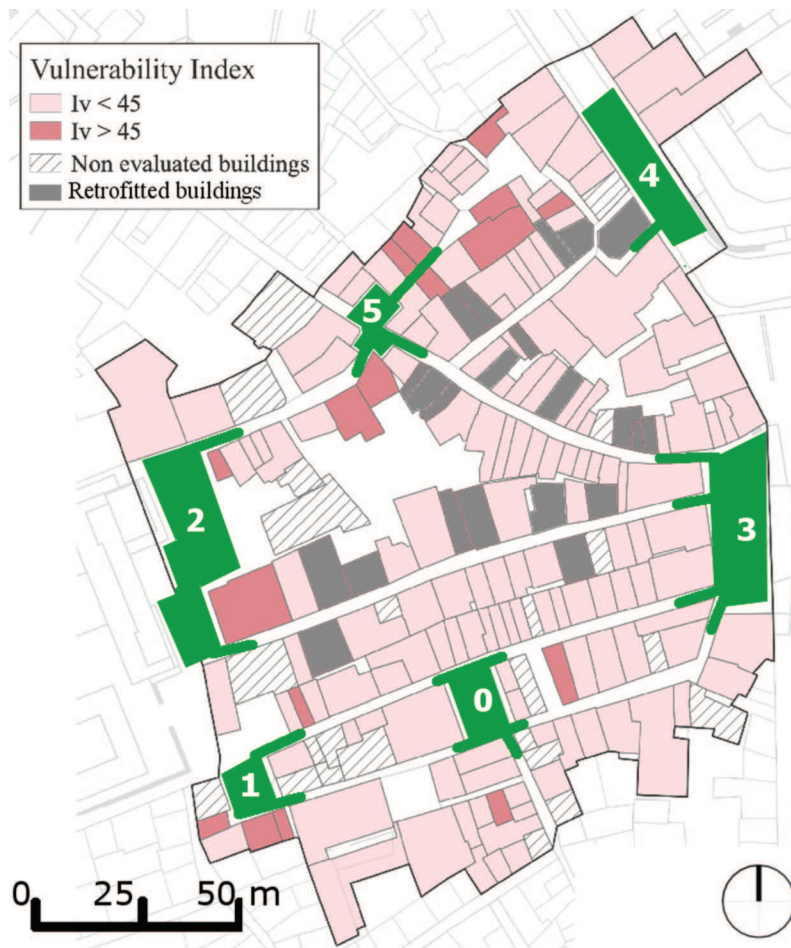 Vulnerability Index
Iv < 45
Iv > 45
Non evaluated buildings
Retrofitted buildings
4
5
2
3
0
1
0 25 50 m